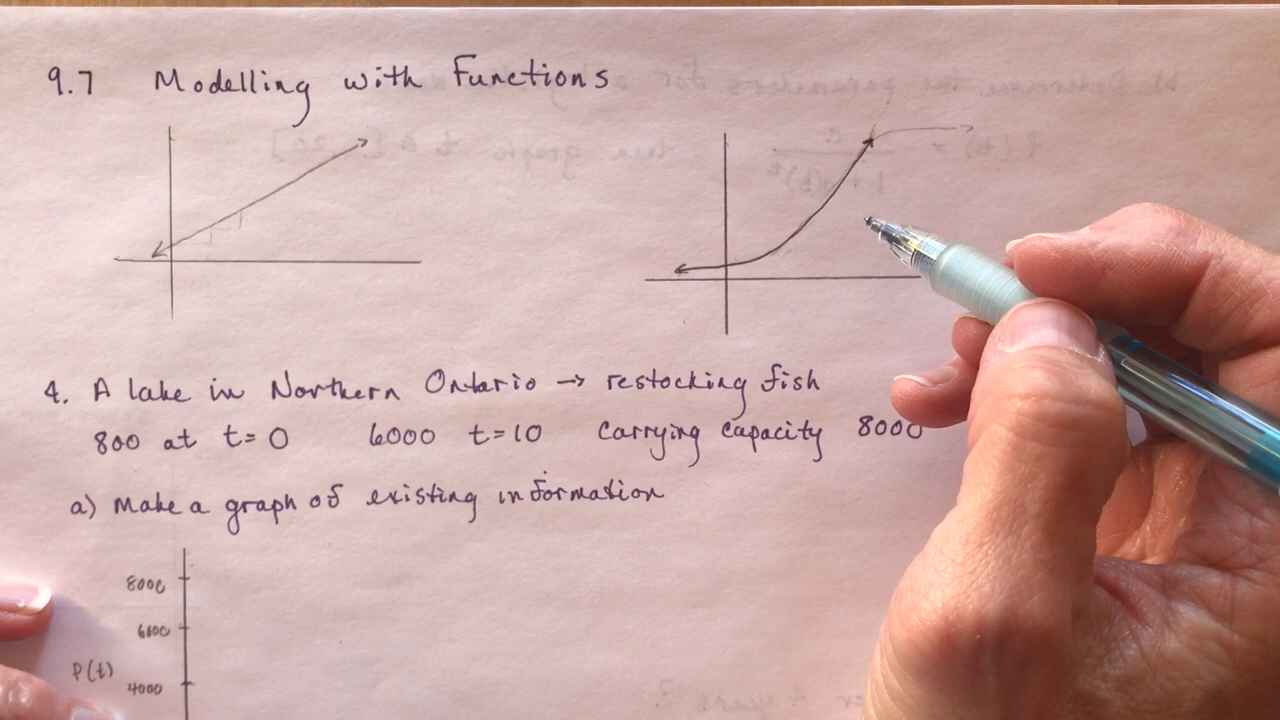 9.7 Modelling with Functions
4. A lake in Northern Ontario → restocking fish
800 at t=0 6000 t=10 carrying capacity 8000
a) Make a graph of existing information
8000
6000
P(t)
4000